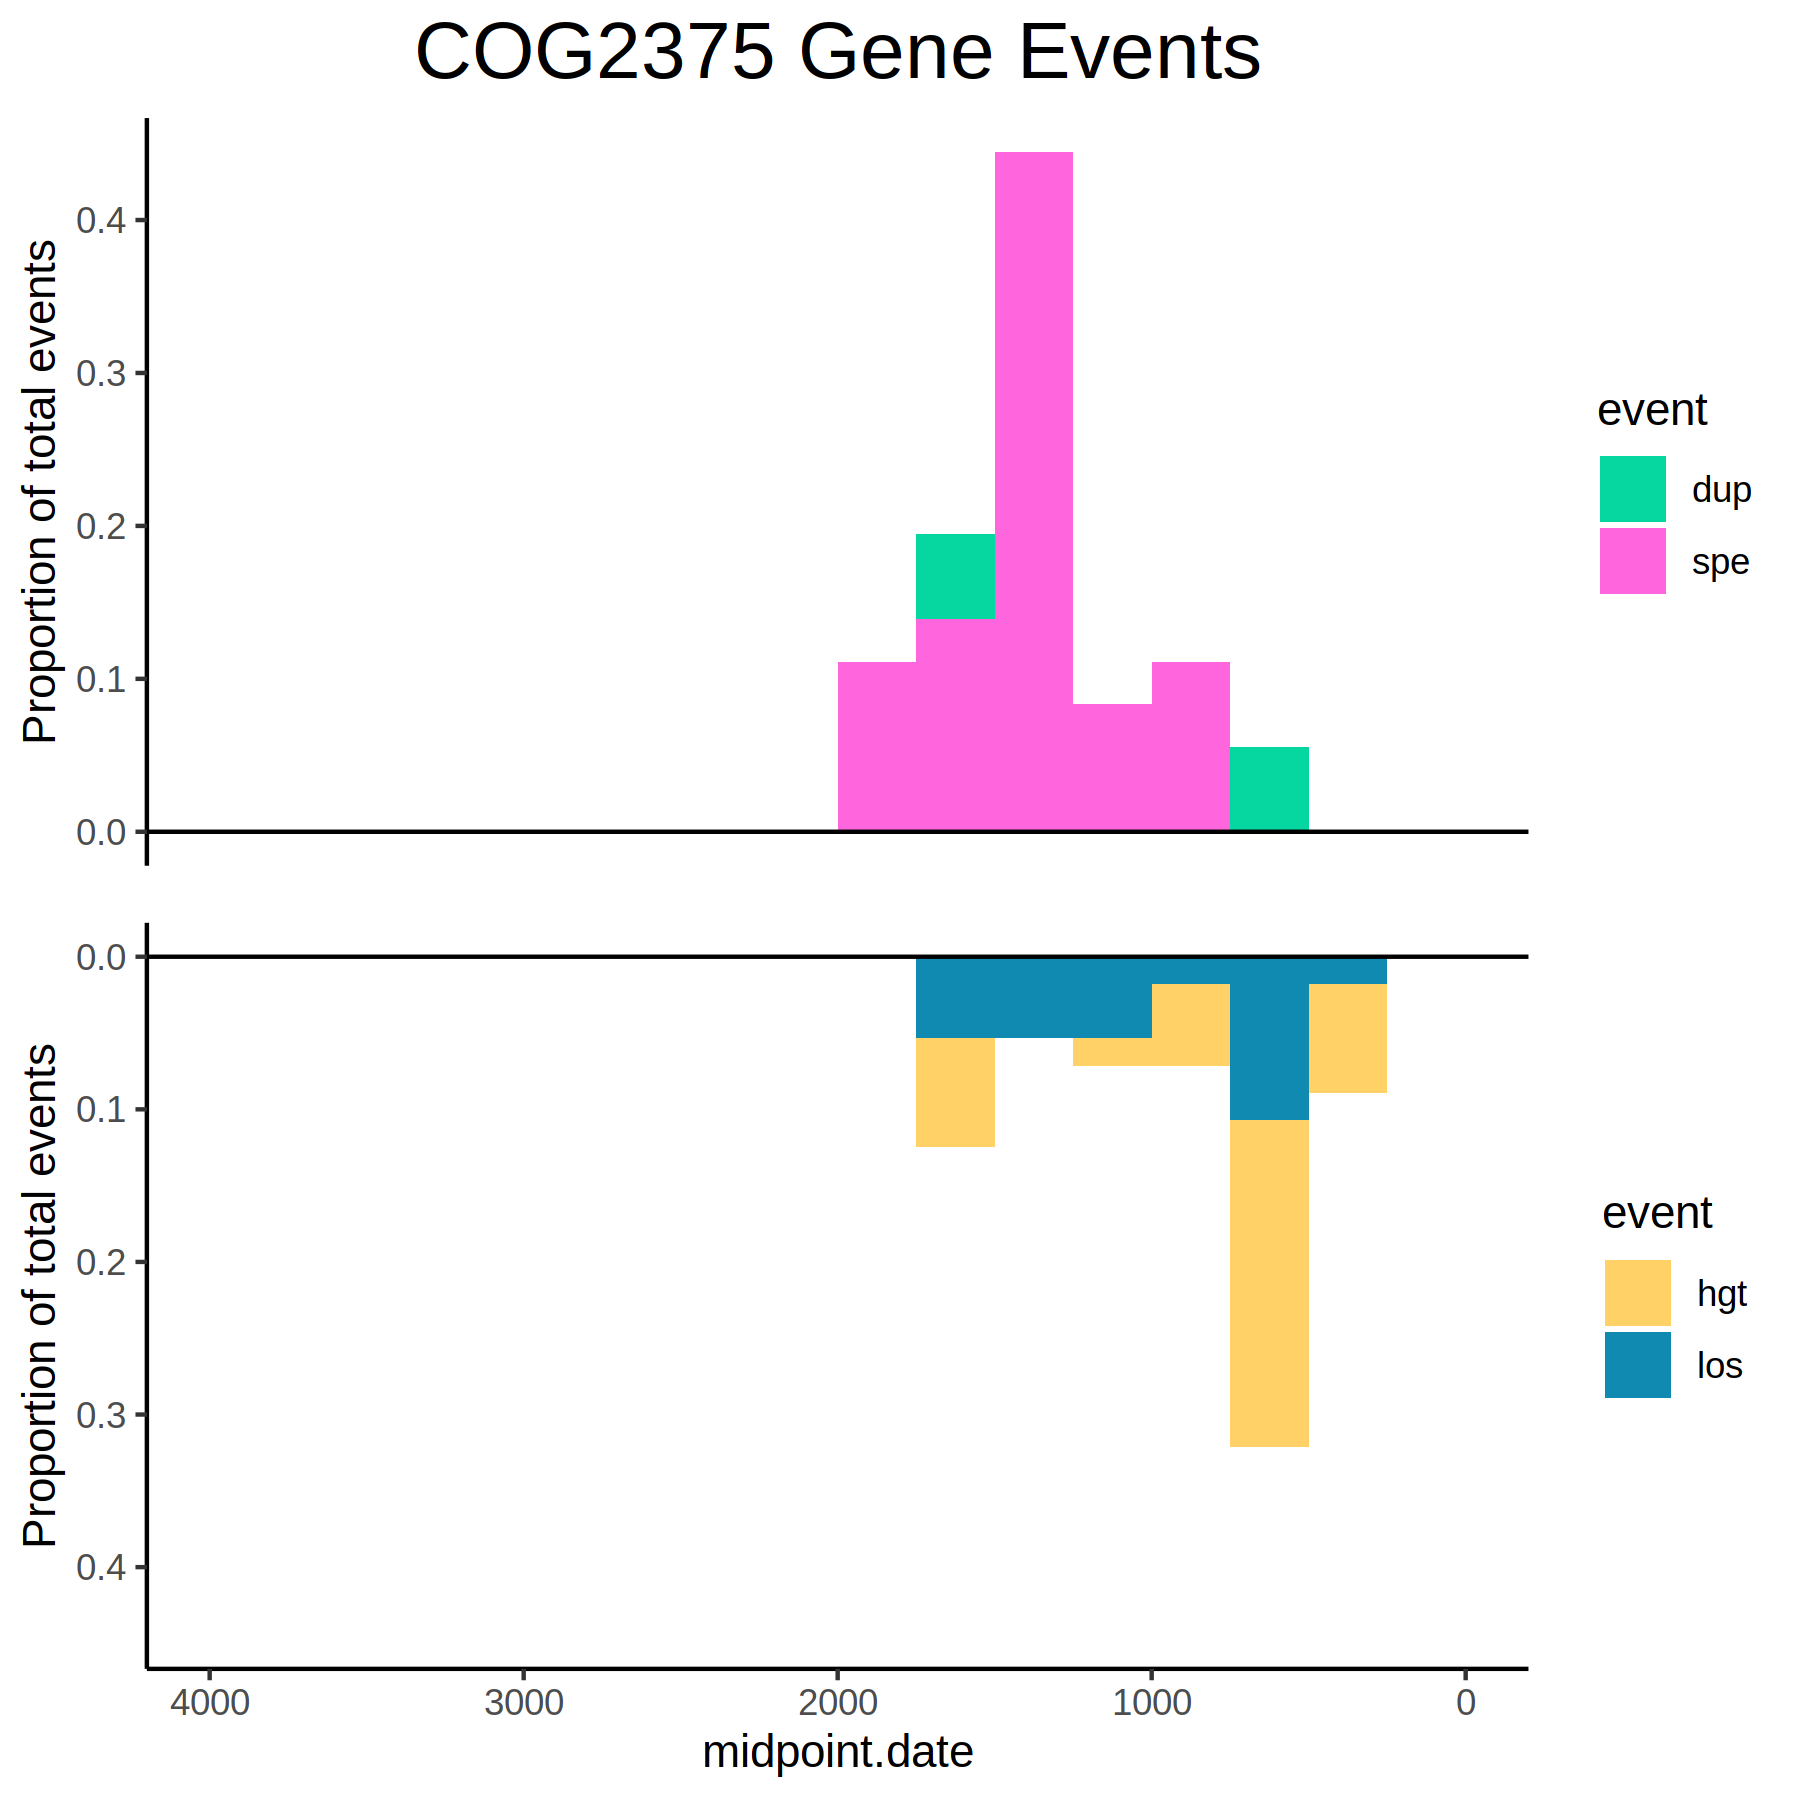 COG2375 Gene Events
Proportion of total events
0.4
0.3
0.2
0.1
0.0
event
dup
spe
Proportion of total events
0.0
0.1
0.2
0.3
0.4
event
hgt
los
4000 3000 2000 1000 0
midpoint.date